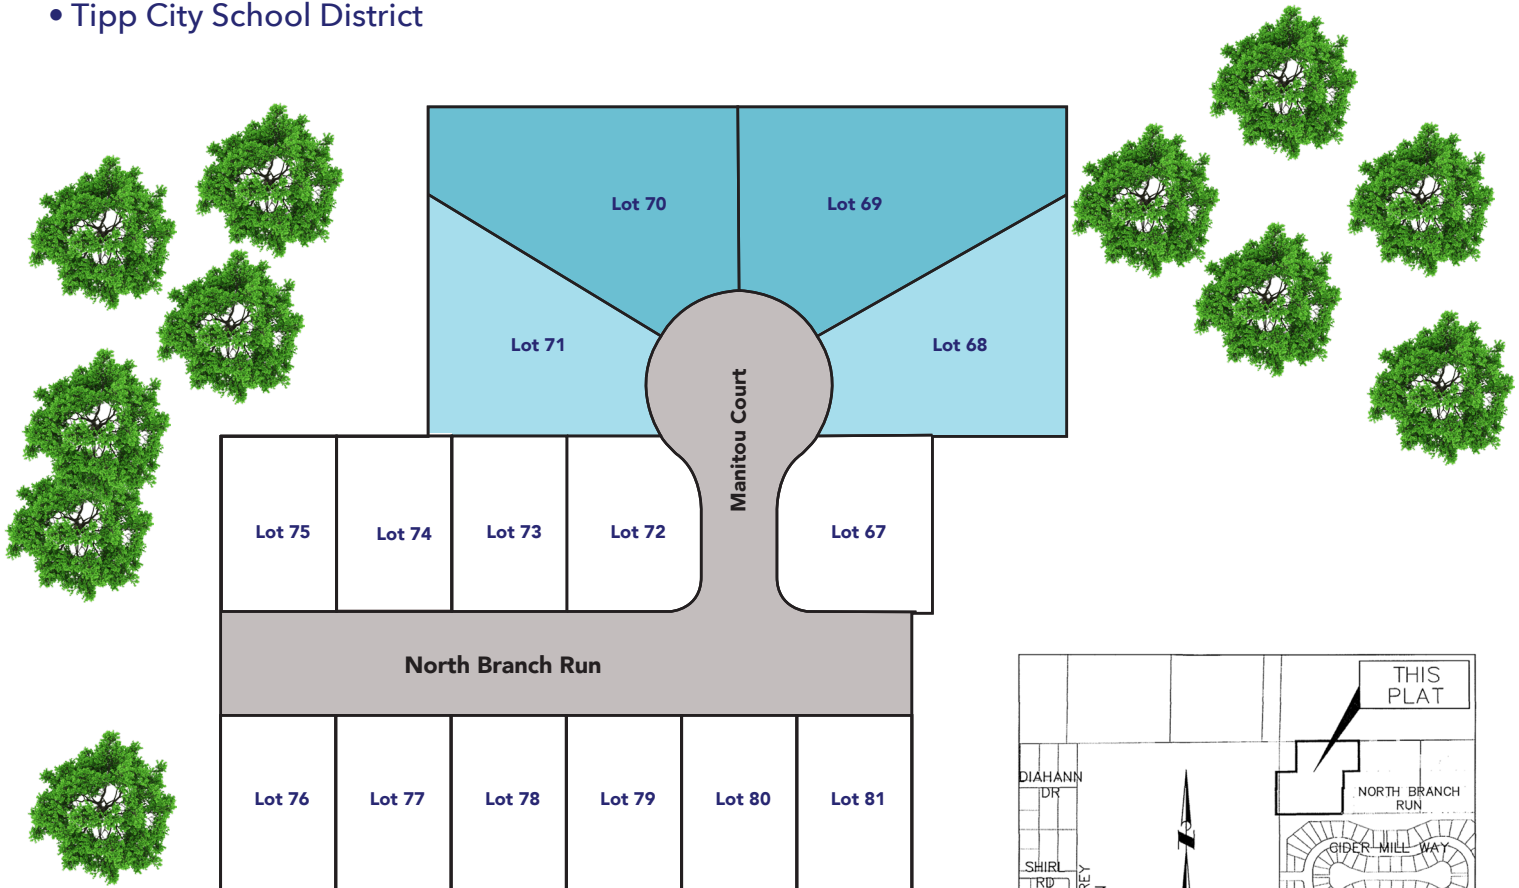 • Tipp City School District
Lot 70
Lot 69
Lot 71
Lot 68
Manitou Court
Lot 75
Lot 74
Lot 73
Lot 72
Lot 67
North Branch Run
Lot 76
Lot 77
Lot 78
Lot 79
Lot 80
Lot 81
THIS
PLAT
DIAHANN
DR
NORTH BRANCH
RUN
CIDER MILL WAY
SHIRL
RD
N